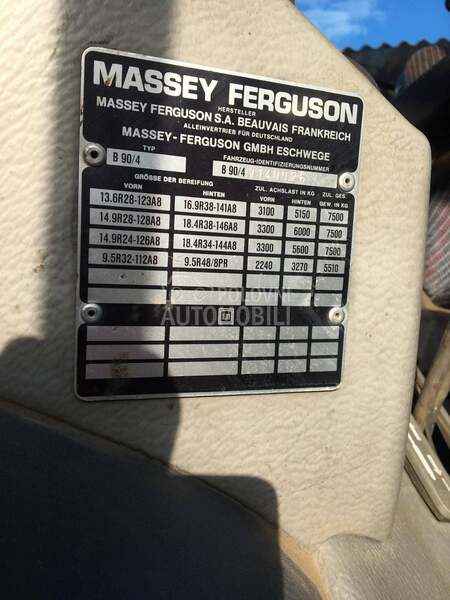 MASSEY FERGUSON
HERSTELLER
MASSEY FERGUSON S.A. BEAUVAIS FRANKREICH
ALLEINVERTRIEB FÜR DEUTSCHLAND
MASSEY-FERGUSON GMBH ESCHWEGE
TYP FAHRZEUG-IDENTIFIZIERUNGSNUMMER
B 90/4 B 90/4
GRÖSSE DER BEREIFUNG ZUL. ACHSLAST IN KG ZUL. GES.
VORN HINTEN VORN HINTEN GEW. IN KG
13.6R28-123A8 16.9R38-141A8 3100 5150 7500
14.9R28-128A8 18.4R38-146A8 3300 6000 7500
14.9R24-126A8 18.4R34-144A8 3300 5600 7500
9.5R32-112A8 9.5R48/8PR 2240 3270 5510
POLOVNI
AUTOMOBILI